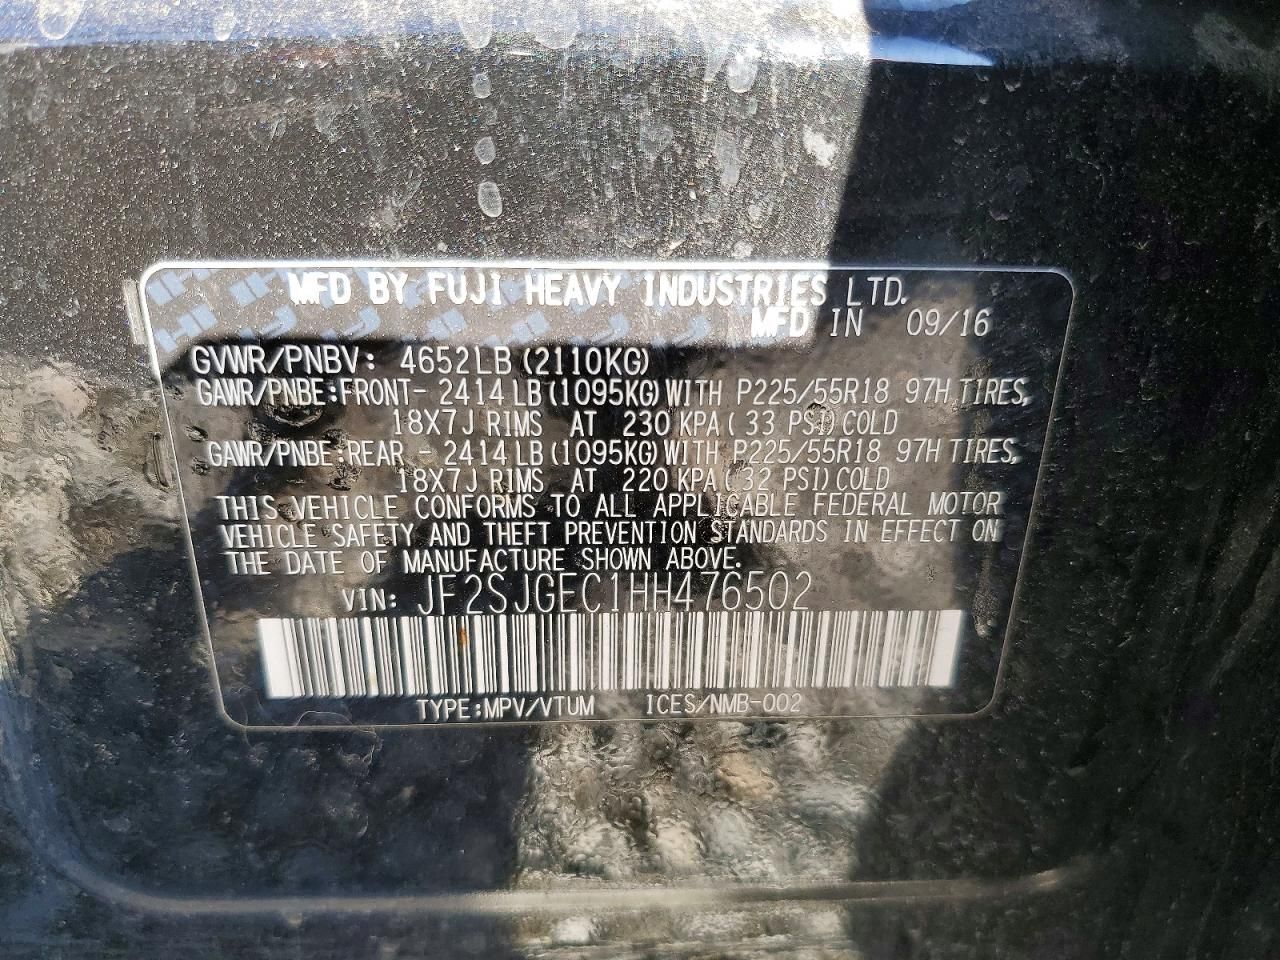 MFD BY FUJI HEAVY INDUSTRIES LTD.
MFD IN 09/16
GVWR/PNBV: 4652LB(2110KG)
GAWR/PNBE:FRONT- 2414LB(1095KG)WITH P225/55R18 97H TIRES,
18X7J RIMS AT 230 KPA( 33 PSI)COLD
GAWR/PNBE:REAR - 2414LB(1095KG)WITH P225/55R18 97H TIRES,
18X7J RIMS AT 220 KPA( 32 PSI)COLD
THIS VEHICLE CONFORMS TO ALL APPLICABLE FEDERAL MOTOR
VEHICLE SAFETY AND THEFT PREVENTION STANDARDS IN EFFECT ON
THE DATE OF MANUFACTURE SHOWN ABOVE.
VIN: JF2SJGEC1HH476502
TYPE:MPV/VTUM ICES/NMB-002